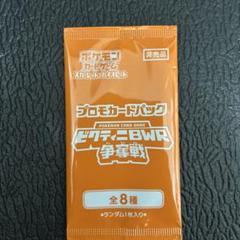 ポケモン
カードゲーム
スカーレット&バイオレット
非売品
プロモカードパック
POKÉMON CARD GAME
ビクティニBWR
争奪戦
全8種
※ランダム1枚入り